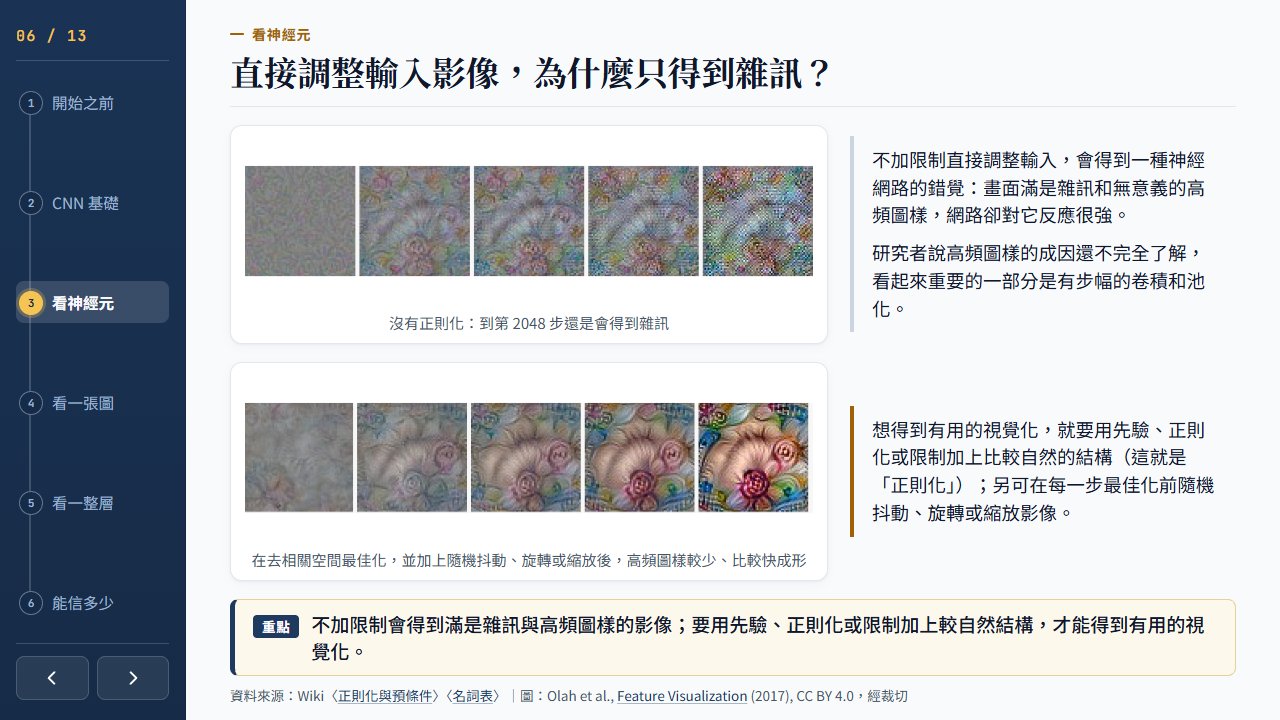 06 / 13
1 開始之前
2 CNN 基礎
3 看神經元
4 看一張圖
5 看一整層
6 能信多少
看神經元
直接調整輸入影像，為什麼只得到雜訊？
沒有正則化：到第 2048 步還是會得到雜訊
不加限制直接調整輸入，會得到一種神經
網路的錯覺：畫面滿是雜訊和無意義的高
頻圖樣，網路卻對它反應很強。
研究者說高頻圖樣的成因還不完全了解，
看起來重要的一部分是有步幅的卷積和池
化。
在去相關空間最佳化，並加上隨機抖動、旋轉或縮放後，高頻圖樣較少、比較快成形
想得到有用的視覺化，就要用先驗、正則
化或限制加上比較自然的結構（這就是
「正則化」）；另可在每一步最佳化前隨機
抖動、旋轉或縮放影像。
重點 不加限制會得到滿是雜訊與高頻圖樣的影像；要用先驗、正則化或限制加上較自然結構，才能得到有用的視
覺化。
資料來源：Wiki〈正則化與預條件〉〈名詞表〉｜圖：Olah et al., Feature Visualization (2017), CC BY 4.0，經裁切